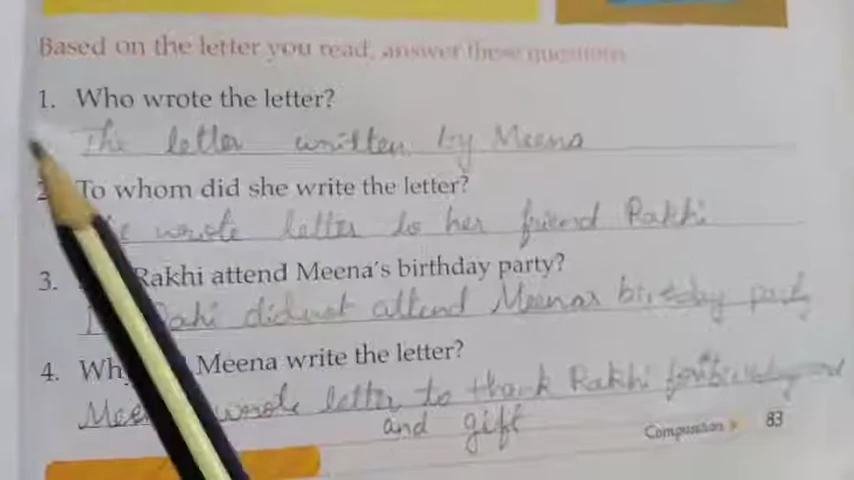 Based on the letter you read, answer these questions
1. Who wrote the letter?
The letter written by Meena
2. To whom did she write the letter?
wrote letter to her friend Rakhi
3. Rakhi attend Meena's birthday party?
didnot attend Meenas birthday party
4. Why Meena write the letter?
wrote letter to thank Rakhi for
and gift
Composition
83